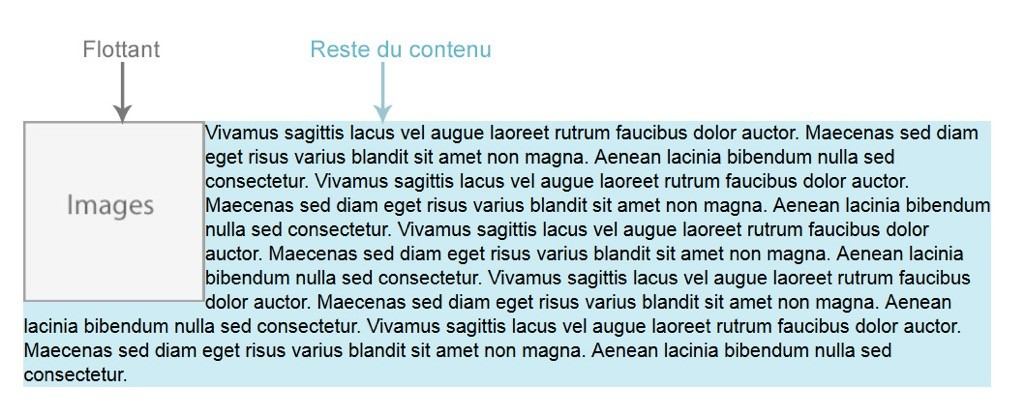 Flottant
Reste du contenu
Images
Vivamus sagittis lacus vel augue laoreet rutrum faucibus dolor auctor. Maecenas sed diam
eget risus varius blandit sit amet non magna. Aenean lacinia bibendum nulla sed
consectetur. Vivamus sagittis lacus vel augue laoreet rutrum faucibus dolor auctor.
Maecenas sed diam eget risus varius blandit sit amet non magna. Aenean lacinia bibendum
nulla sed consectetur. Vivamus sagittis lacus vel augue laoreet rutrum faucibus dolor
auctor. Maecenas sed diam eget risus varius blandit sit amet non magna. Aenean lacinia
bibendum nulla sed consectetur. Vivamus sagittis lacus vel augue laoreet rutrum faucibus
dolor auctor. Maecenas sed diam eget risus varius blandit sit amet non magna. Aenean
lacinia bibendum nulla sed consectetur. Vivamus sagittis lacus vel augue laoreet rutrum faucibus dolor auctor.
Maecenas sed diam eget risus varius blandit sit amet non magna. Aenean lacinia bibendum nulla sed
consectetur.